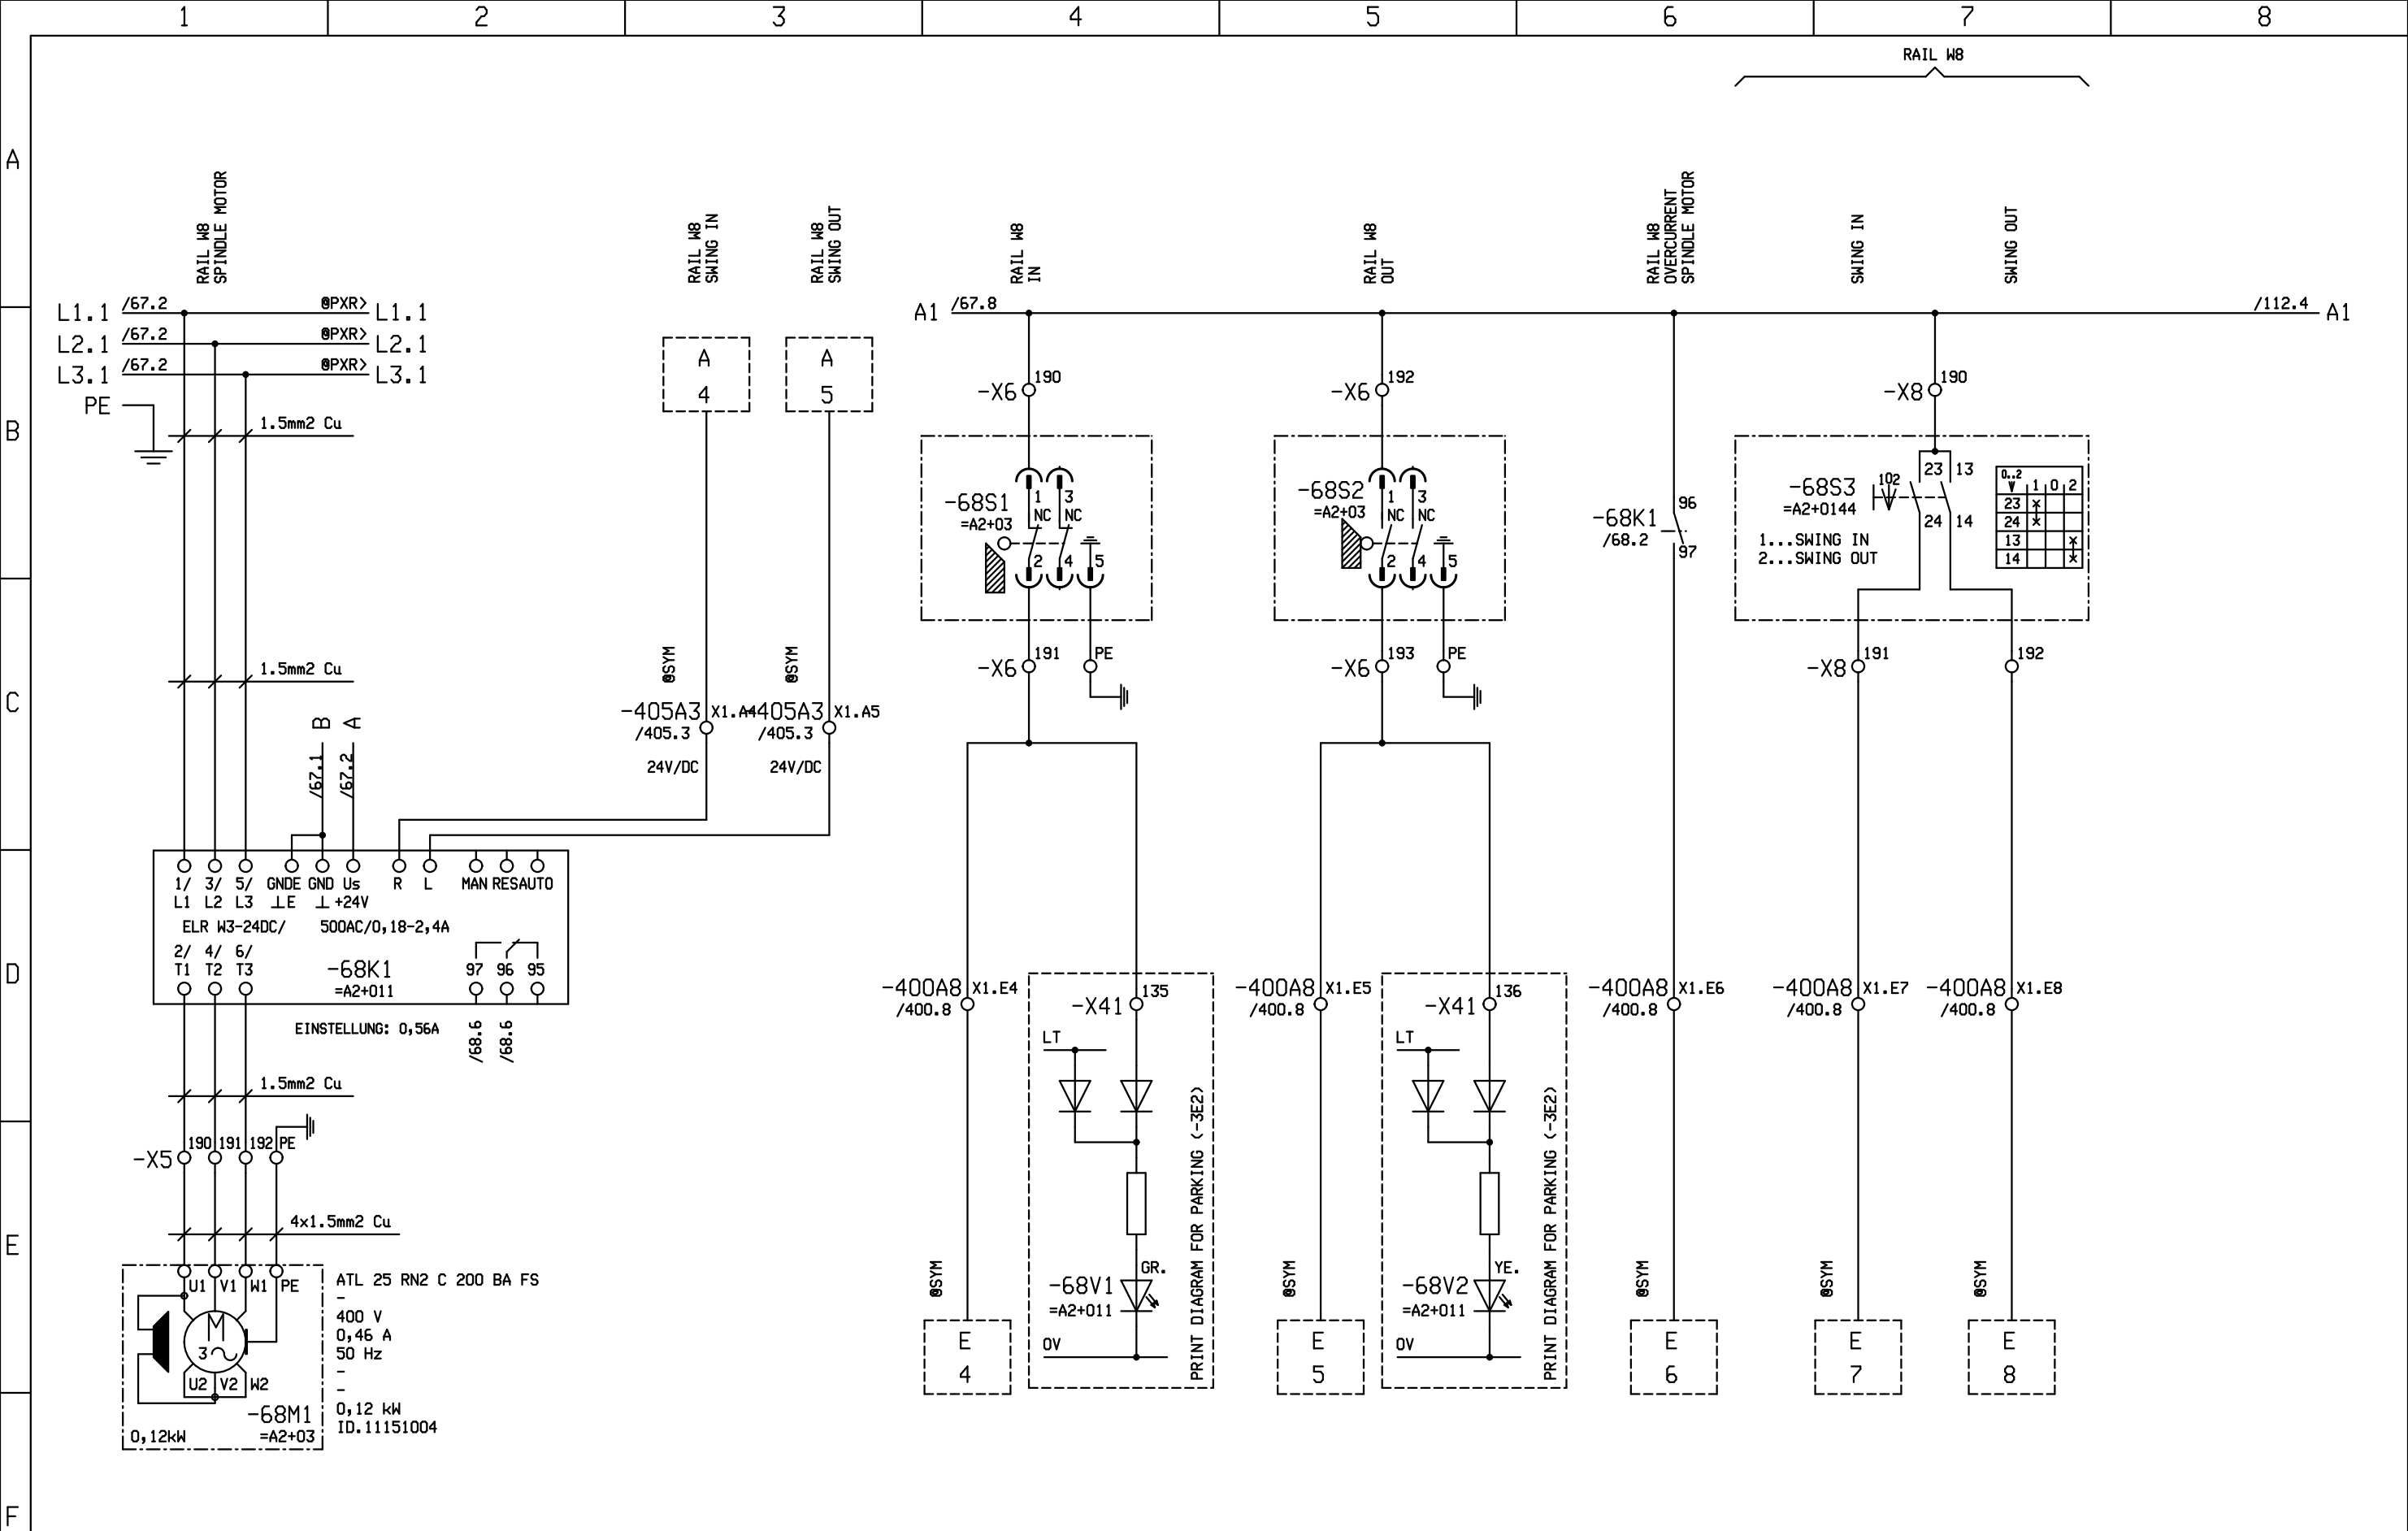 1 2 3 4 5 6 7 8
RAIL W8
A
RAIL W8
SPINDLE MOTOR
RAIL W8
SWING IN
RAIL W8
SWING OUT
RAIL W8
IN
RAIL W8
OUT
RAIL W8
OVERCURRENT
SPINDLE MOTOR
SWING IN
SWING OUT
L1.1 /67.2 @PXR> L1.1
L2.1 /67.2 @PXR> L2.1
L3.1 /67.2 @PXR> L3.1
PE
A1 /67.8
/112.4 A1
A
4
A
5
B
1.5mm2 Cu
-X6 190
-X6 192
-X8 190
-68S1
=A2+03
1 3
NC NC
2 4 5
-68S2
=A2+03
1 3
NC NC
2 4 5
-68K1
/68.2
96
97
-68S3
=A2+0144
102
23 13
24 14
1...SWING IN
2...SWING OUT
0..2
1 0 2
23
24
13
14
C
1.5mm2 Cu
@SYM
@SYM
-405A3 X1.A4
/405.3
24V/DC
-405A3 X1.A5
/405.3
24V/DC
-X6 191 PE
-X6 193 PE
-X8 191
192
B
A
/67.1
/67.2
D
1/ 3/ 5/ GNDE GND Us R L MAN RES AUTO
L1 L2 L3 ⊥E ⊥ +24V
ELR W3-24DC/ 500AC/0,18-2,4A
2/ 4/ 6/
T1 T2 T3 -68K1 97 96 95
=A2+011
EINSTELLUNG: 0,56A
/68.6
/68.6
1.5mm2 Cu
-400A8 X1.E4
/400.8
-X41 135
LT
-400A8 X1.E5
/400.8
-X41 136
LT
-400A8 X1.E6
/400.8
-400A8 X1.E7
/400.8
-400A8 X1.E8
/400.8
E
-X5 190 191 192 PE
4x1.5mm2 Cu
U1 V1 W1 PE
M
3
U2 V2 W2
-68M1
0,12kW =A2+03
ATL 25 RN2 C 200 BA FS
-
400 V
0,46 A
50 Hz
-
-
0,12 kW
ID.11151004
@SYM
GR.
-68V1
=A2+011
0V
PRINT DIAGRAM FOR PARKING (-3E2)
@SYM
YE.
-68V2
=A2+011
0V
PRINT DIAGRAM FOR PARKING (-3E2)
@SYM
@SYM
@SYM
E
4
E
5
E
6
E
7
E
8
F